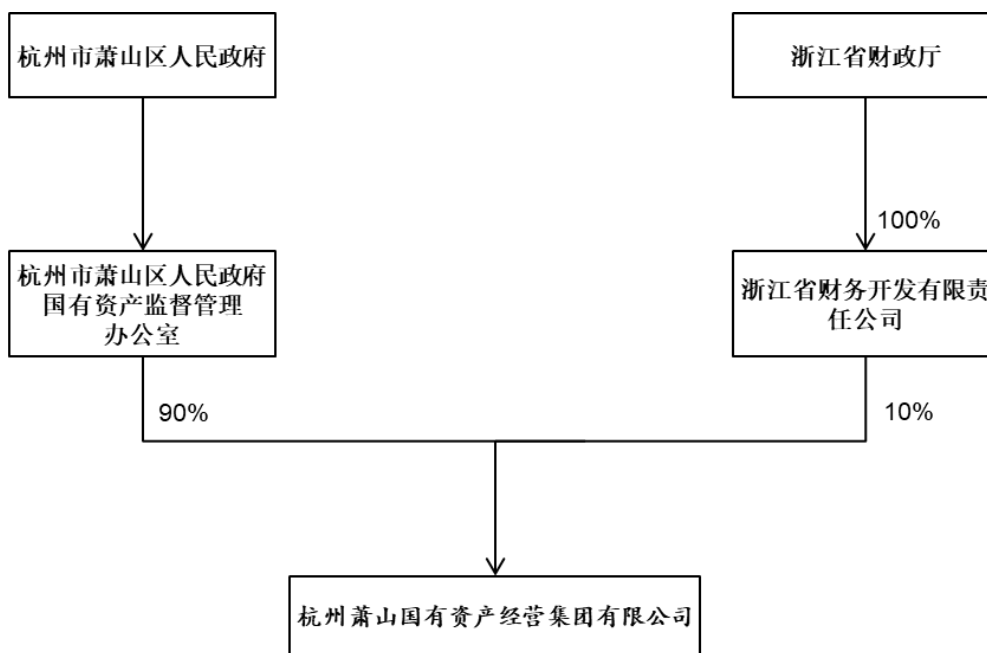 杭州市萧山区人民政府
浙江省财政厅
100%
杭州市萧山区人民政府
国有资产监督管理
办公室
浙江省财务开发有限责
任公司
90%
10%
杭州萧山国有资产经营集团有限公司